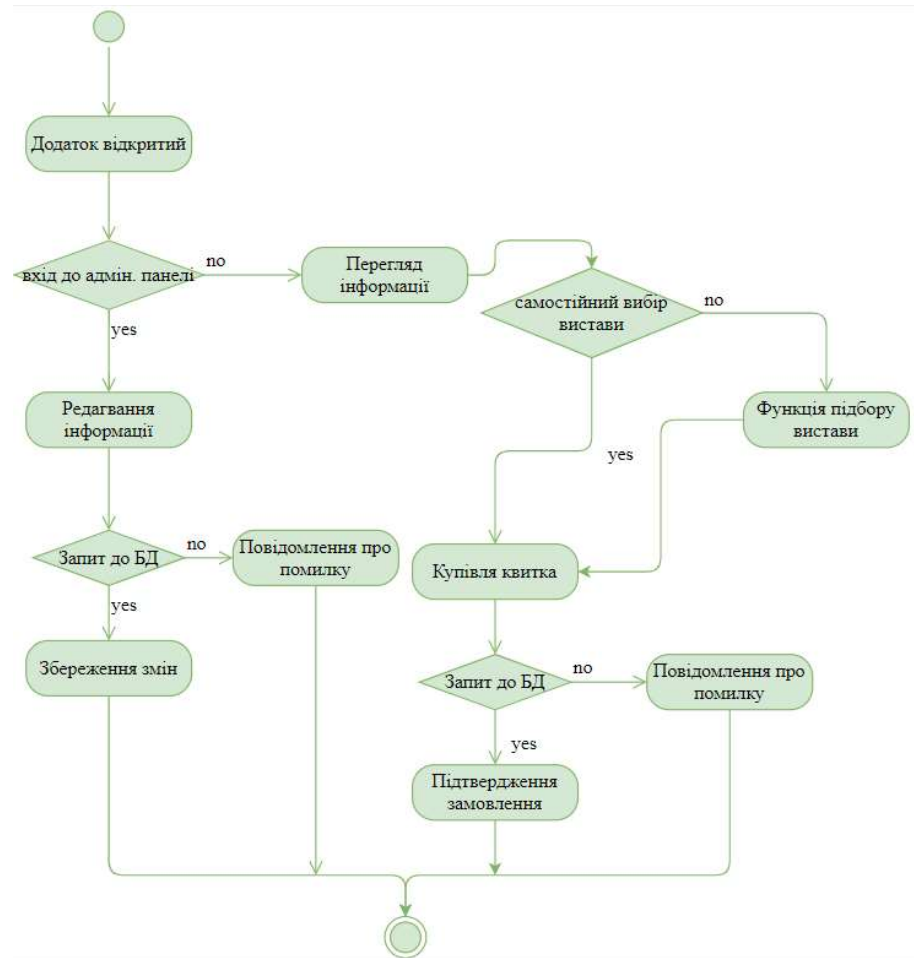 Додаток відкритий
вхід до адмін. панелі
no
Перегляд
інформації
самостійний вибір
вистави
no
yes
Редагвання
інформації
Функція підбору
вистави
yes
Запит до БД
no
Повідомлення про
помилку
Купівля квитка
yes
Збереження змін
Запит до БД
no
Повідомлення про
помилку
yes
Підтвердження
замовлення